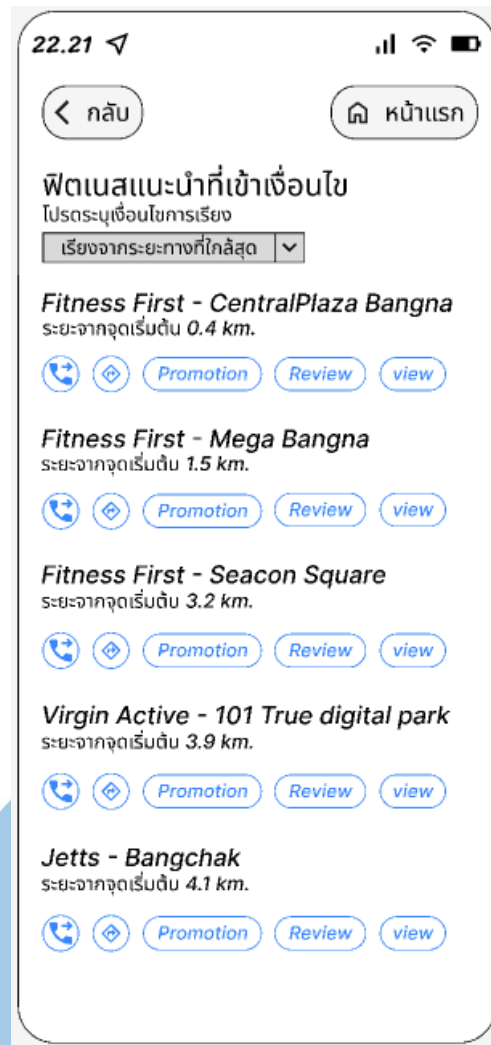 22.21
กลับ
หน้าแรก
ฟิตเนสแนะนำที่เข้าเงื่อนไข
โปรดระบุเงื่อนไขการเรียง
เรียงจากระยะทางที่ใกล้สุด
Fitness First - CentralPlaza Bangna
ระยะจากจุดเริ่มต้น 0.4 km.
Promotion Review view
Fitness First - Mega Bangna
ระยะจากจุดเริ่มต้น 1.5 km.
Promotion Review view
Fitness First - Seacon Square
ระยะจากจุดเริ่มต้น 3.2 km.
Promotion Review view
Virgin Active - 101 True digital park
ระยะจากจุดเริ่มต้น 3.9 km.
Promotion Review view
Jetts - Bangchak
ระยะจากจุดเริ่มต้น 4.1 km.
Promotion Review view